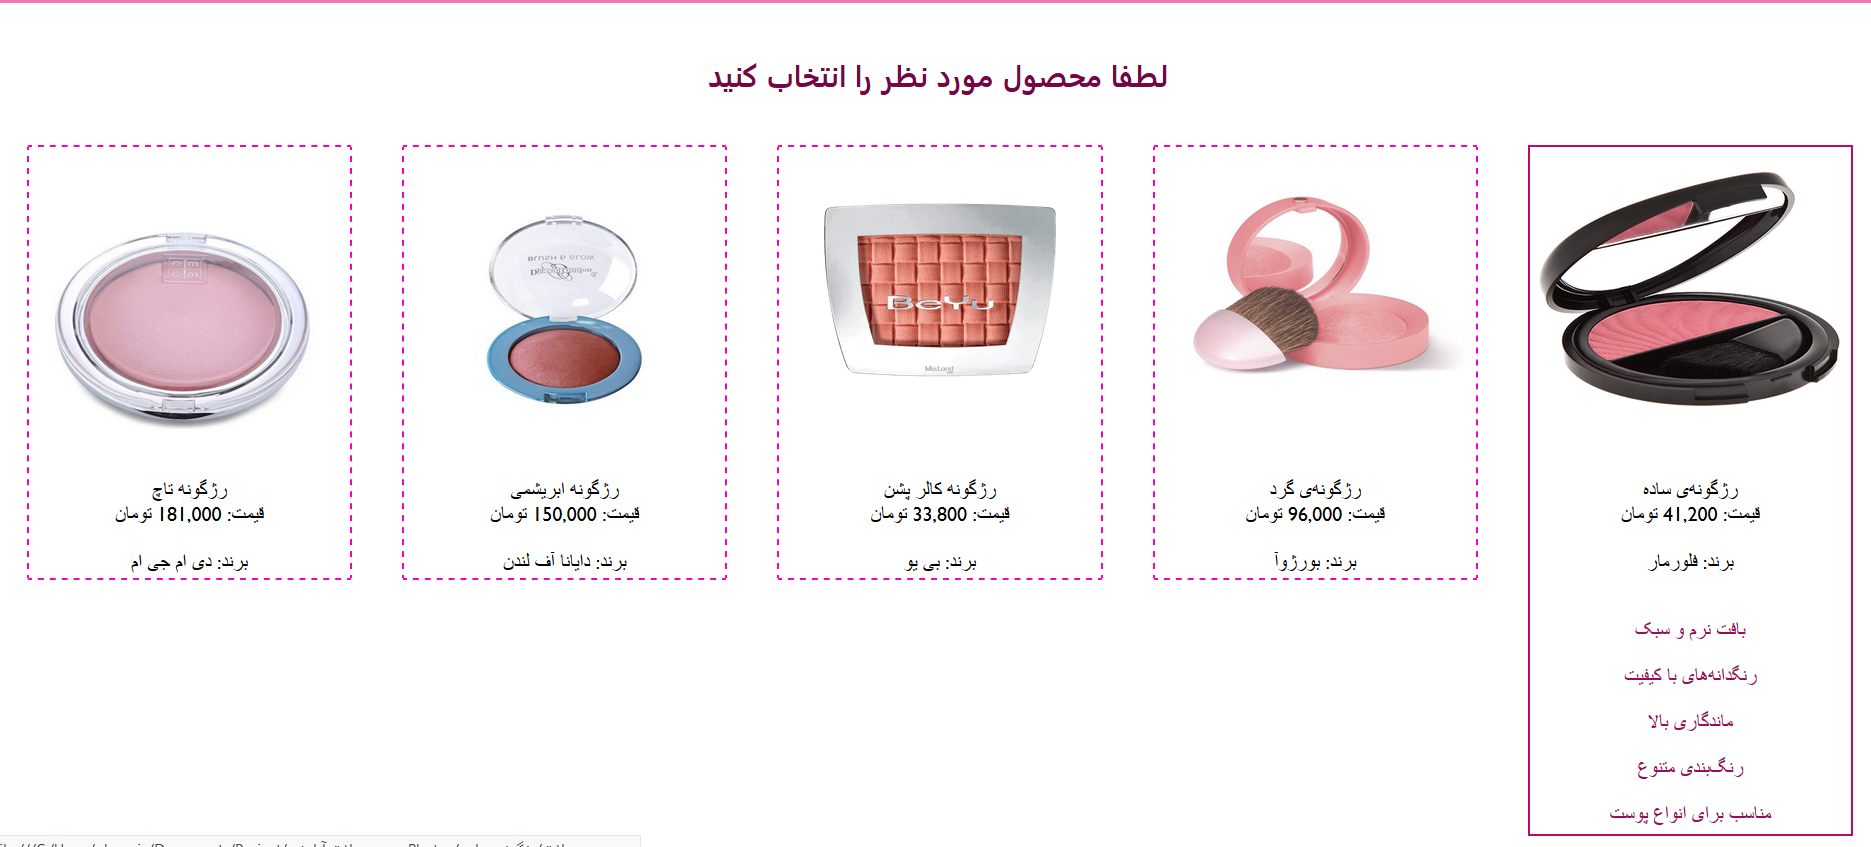 لطفا محصول مورد نظر را انتخاب کنید
رژگونه‌ی ساده
قیمت: 41,200 تومان
برند: فلورمار
بافت نرم و سبک
رنگدانه‌های با کیفیت
ماندگاری بالا
رنگ‌بندی متنوع
مناسب برای انواع پوست
رژگونه‌ی گرد
قیمت: 96,000 تومان
برند: بورژوآ
BeYu
MissLand
رژگونه کالر پشن
قیمت: 33,800 تومان
برند: بی یو
BLUSH & GLOW
رژگونه ابریشمی
قیمت: 150,000 تومان
برند: دایانا آف لندن
رژگونه تاچ
قیمت: 181,000 تومان
برند: دی ام جی ام